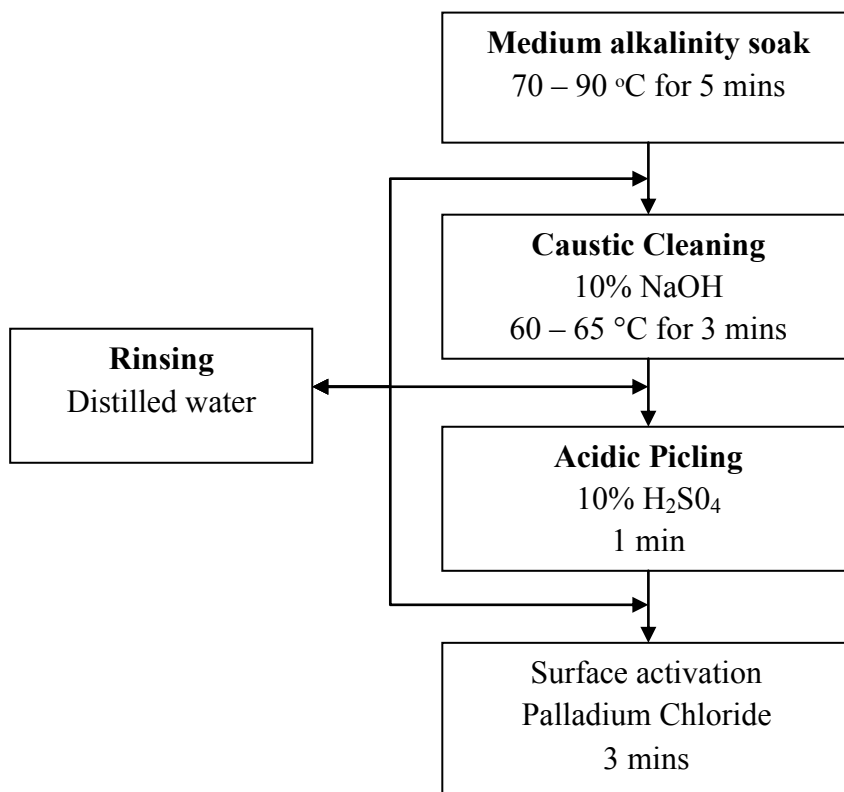 Medium alkalinity soak
70 – 90 ᵒC for 5 mins
Caustic Cleaning
10% NaOH
60 – 65 °C for 3 mins
Rinsing
Distilled water
Acidic Picling
10% H₂S0₄
1 min
Surface activation
Palladium Chloride
3 mins